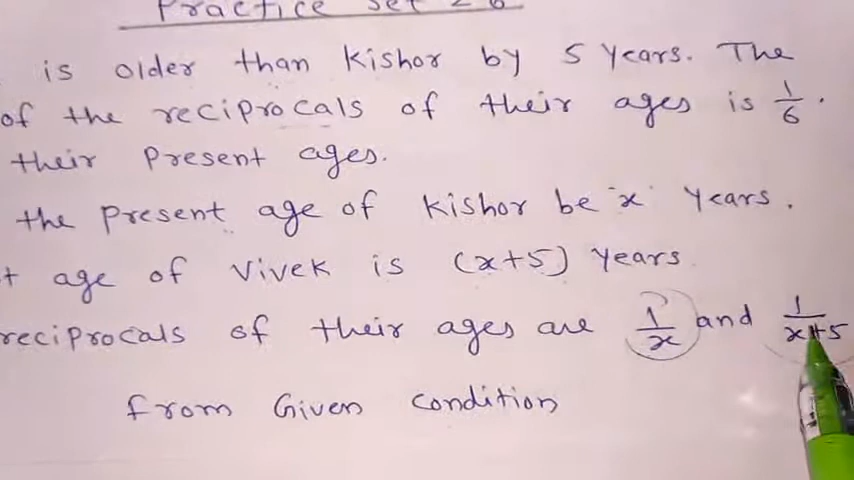 Practice Set 2.6
is older than Kishor by 5 years. The
of the reciprocals of their ages is 1/6.
their present ages.
the present age of Kishor be 'x' years.
age of Vivek is (x+5) years
reciprocals of their ages are 1/x and 1/x+5
from Given condition